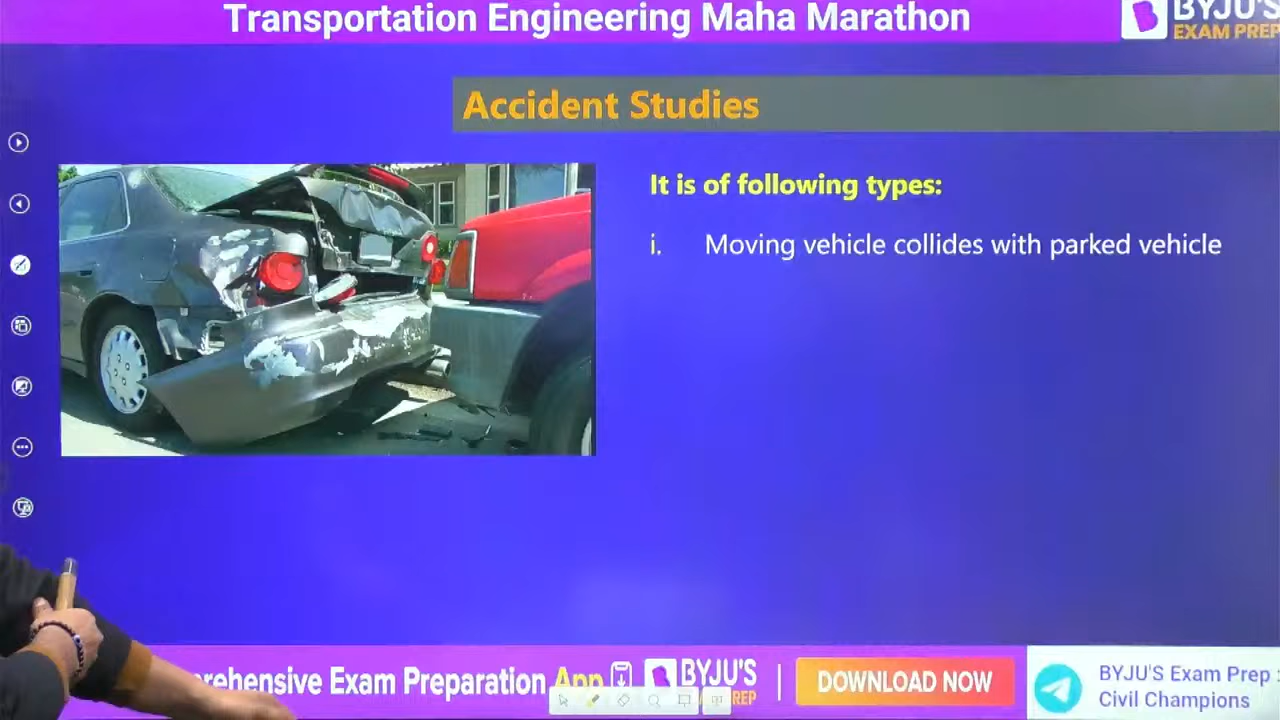 Transportation Engineering Maha Marathon
BYJU'S
EXAM PREP
Accident Studies
It is of following types:
i. Moving vehicle collides with parked vehicle
Exam Preparation App
BYJU'S
DOWNLOAD NOW
BYJU'S Exam Prep :
Civil Champions